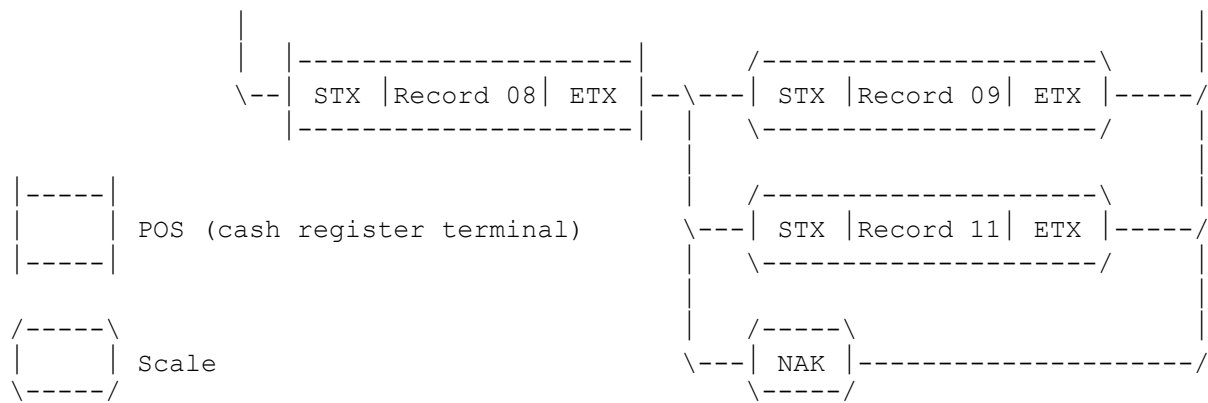 STX |Record 08| ETX STX |Record 09| ETX
POS (cash register terminal) STX |Record 11| ETX
Scale NAK